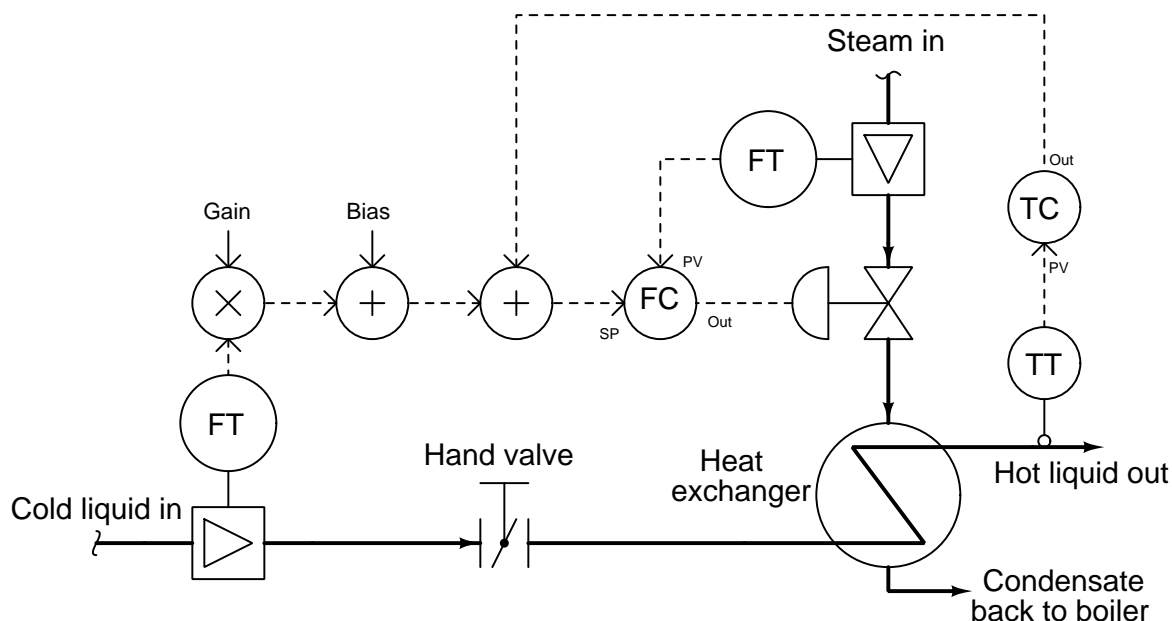 Steam in
FT
Out
TC
PV
Gain
Bias
PV
FC
SP
Out
TT
FT
Hand valve
Heat
exchanger
Hot liquid out
Cold liquid in
Condensate
back to boiler